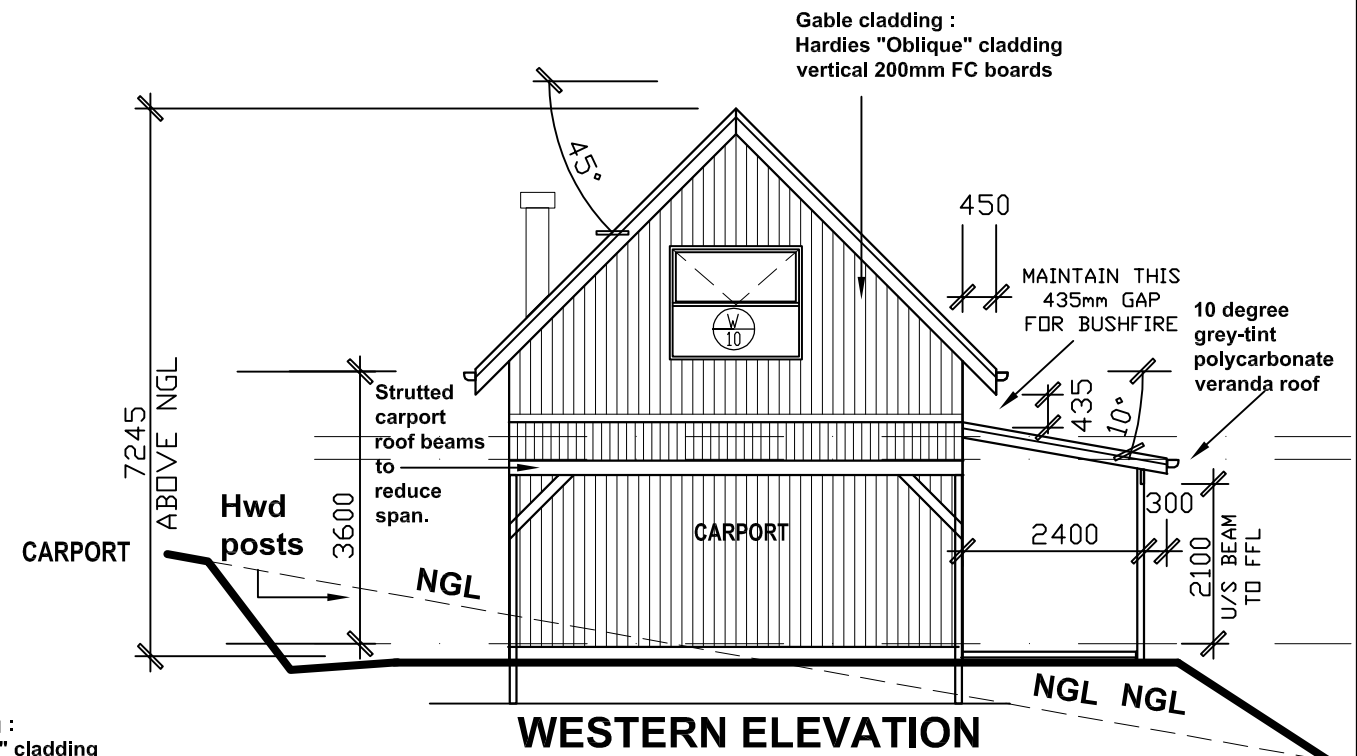 Gable cladding :
Hardies "Oblique" cladding
vertical 200mm FC boards
45°
450
MAINTAIN THIS
435mm GAP
FOR BUSHFIRE
10 degree
grey-tint
polycarbonate
veranda roof
W
10
7245
ABOVE NGL
Strutted
carport
roof beams
to
reduce
span.
435
10°
3600
Hwd
posts
CARPORT
CARPORT
300
2400
2100
U/S BEAM
TO FFL
NGL
NGL NGL
WESTERN ELEVATION
:
" cladding